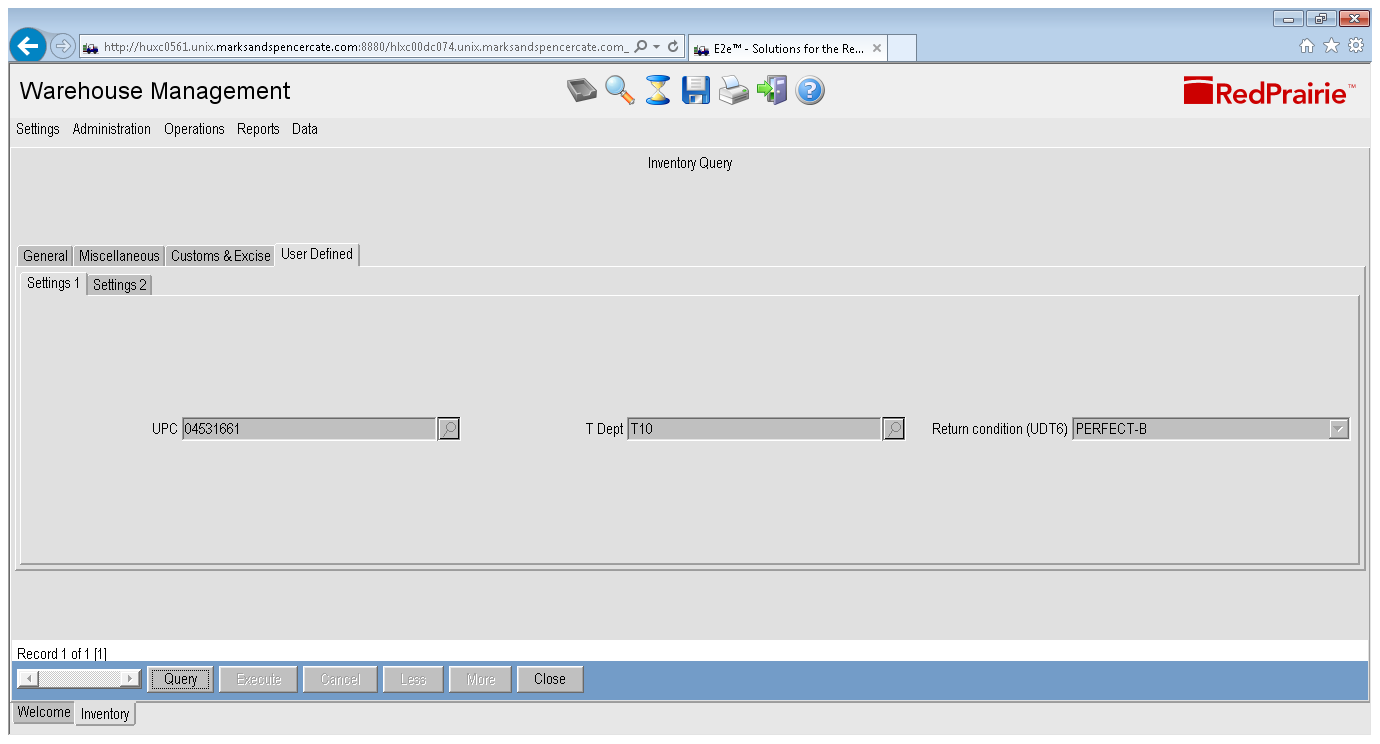 http://huxc0561.unix.marksandspencercate.com:8880/hlxc00dc074.unix.marksandspencercate.com_
E2e™ - Solutions for the Re...
Warehouse Management
RedPrairie™
Settings Administration Operations Reports Data
Inventory Query
General Miscellaneous Customs & Excise User Defined
Settings 1 Settings 2
UPC 04531661 T Dept T10 Return condition (UDT6) PERFECT-B
Record 1 of 1 [1]
Query Execute Cancel Less More Close
Welcome Inventory